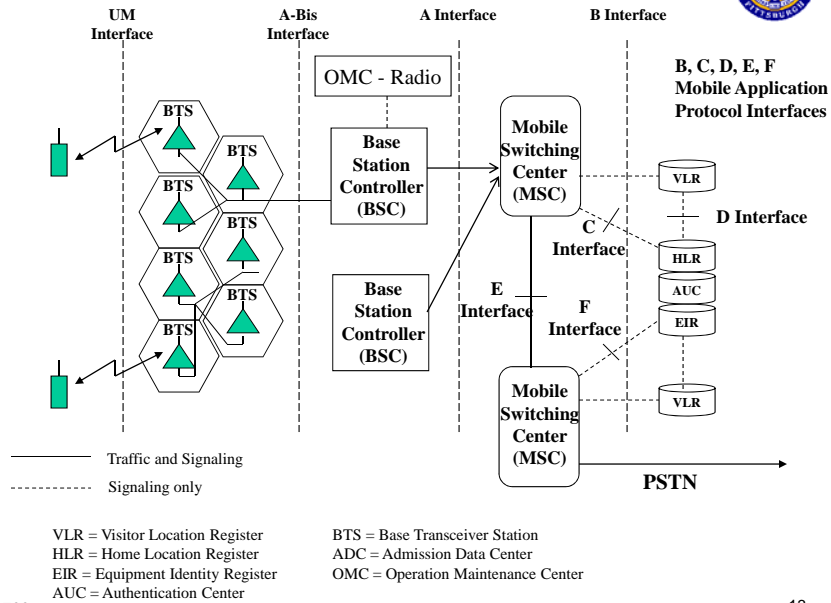 UM
Interface
A-Bis
Interface
A Interface
B Interface
PITTSBURGH
B, C, D, E, F
Mobile Application
Protocol Interfaces
OMC - Radio
BTS
BTS
BTS
BTS
BTS
BTS
BTS
Base
Station
Controller
(BSC)
Mobile
Switching
Center
(MSC)
VLR
D Interface
C
Interface
HLR
AUC
EIR
Base
Station
Controller
(BSC)
E
Interface
F
Interface
Mobile
Switching
Center
(MSC)
VLR
Traffic and Signaling
Signaling only
PSTN
VLR = Visitor Location Register
HLR = Home Location Register
EIR = Equipment Identity Register
AUC = Authentication Center
BTS = Base Transceiver Station
ADC = Admission Data Center
OMC = Operation Maintenance Center